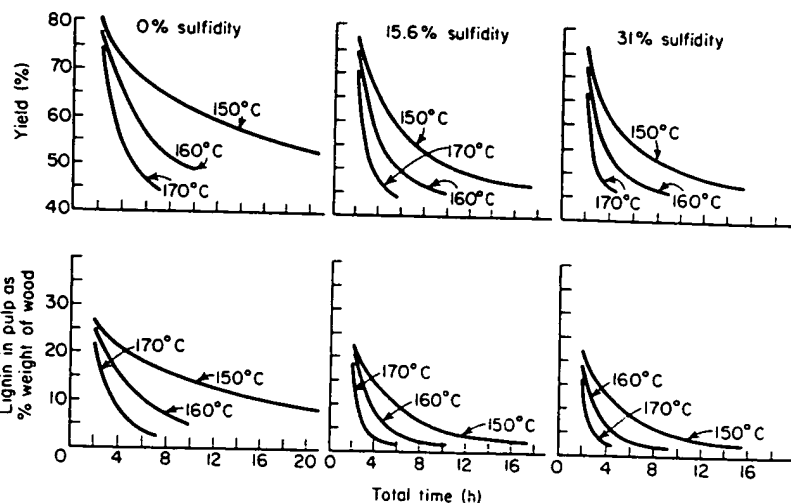 0% sulfidity
15.6% sulfidity
31% sulfidity
Yield (%)
80
70
60
50
40
150°C
160°C
170°C
150°C
170°C
160°C
150°C
170°C
160°C
Lignin in pulp as
% weight of wood
30
20
10
0
170°C
150°C
160°C
170°C
160°C
150°C
160°C
170°C
150°C
4
8
12
16
20
0
4
8
12
16
0
4
8
12
16
Total time (h)